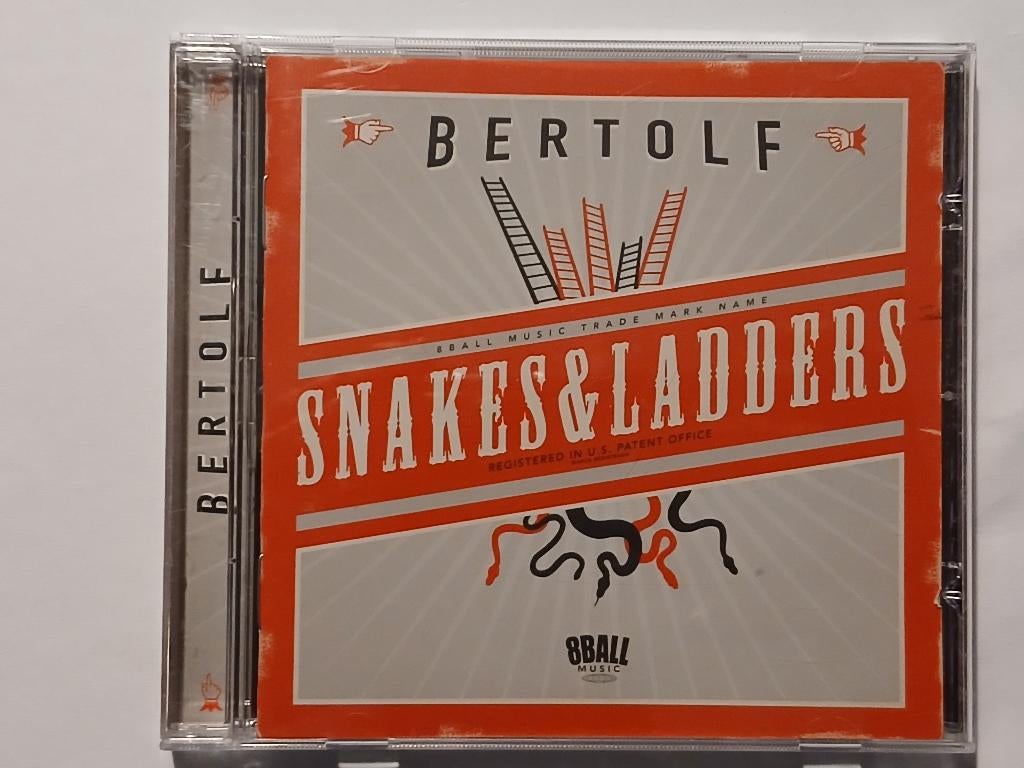 BERTOLF
BERTOLF
8BALL MUSIC TRADE MARK NAME
SNAKES&LADDERS
REGISTERED IN U.S. PATENT OFFICE
8BALL
MUSIC